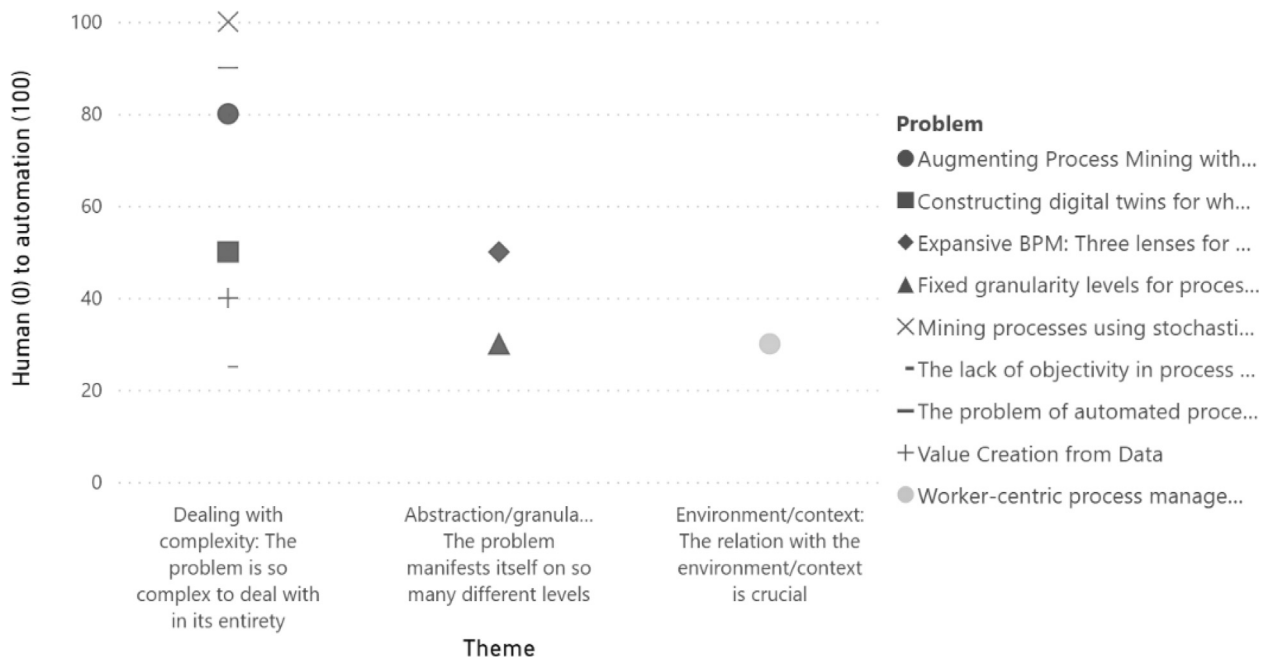 Human (0) to automation (100)
100
80
60
40
20
0
Dealing with
complexity: The
problem is so
complex to deal with
in its entirety
Abstraction/granula...
The problem
manifests itself on so
many different levels
Environment/context:
The relation with the
environment/context
is crucial
Theme
Problem
Augmenting Process Mining with...
Constructing digital twins for wh...
Expansive BPM: Three lenses for ...
Fixed granularity levels for proces...
Mining processes using stochasti...
The lack of objectivity in process ...
The problem of automated proce...
Value Creation from Data
Worker-centric process manage...